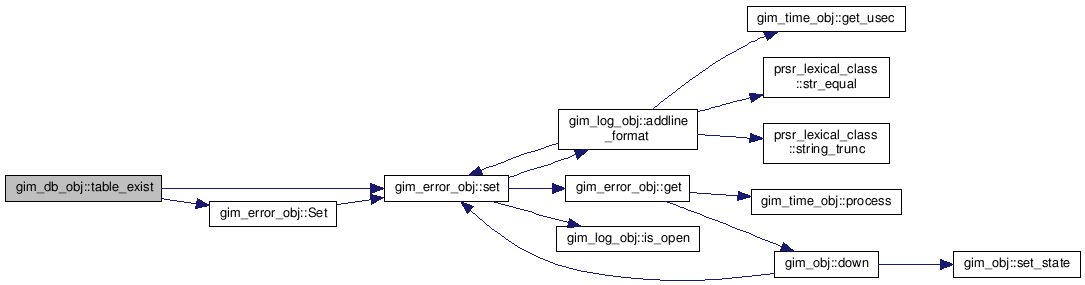 gim_time_obj::get_usec
prsr_lexical_class
::str_equal
gim_log_obj::addline
_format
prsr_lexical_class
::string_trunc
gim_db_obj::table_exist
gim_error_obj::set
gim_error_obj::get
gim_time_obj::process
gim_error_obj::Set
gim_log_obj::is_open
gim_obj::down
gim_obj::set_state